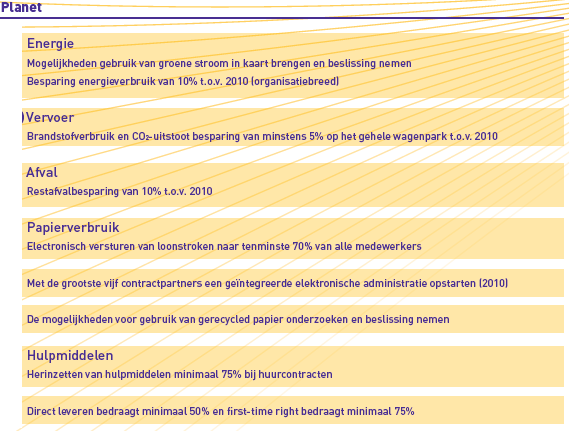 Planet
Energie
Mogelijkheden gebruik van groene stroom in kaart brengen en beslissing nemen
Besparing energieverbruik van 10% t.o.v. 2010 (organisatiebreed)
Vervoer
Brandstofverbruik en CO₂-uitstoot besparing van minstens 5% op het gehele wagenpark t.o.v. 2010
Afval
Restafvalbesparing van 10% t.o.v. 2010
Papierverbruik
Electronisch versturen van loonstroken naar tenminste 70% van alle medewerkers
Met de grootste vijf contractpartners een geïntegreerde elektronische administratie opstarten (2010)
De mogelijkheden voor gebruik van gerecycled papier onderzoeken en beslissing nemen
Hulpmiddelen
Herinzetten van hulpmiddelen minimaal 75% bij huurcontracten
Direct leveren bedraagt minimaal 50% en first-time right bedraagt minimaal 75%